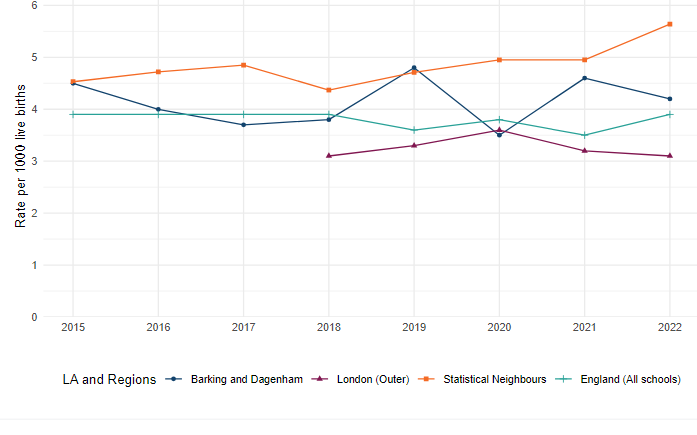 6
5
4
3
2
1
0
Rate per 1000 live births
2015 2016 2017 2018 2019 2020 2021 2022
LA and Regions Barking and Dagenham London (Outer) Statistical Neighbours England (All schools)